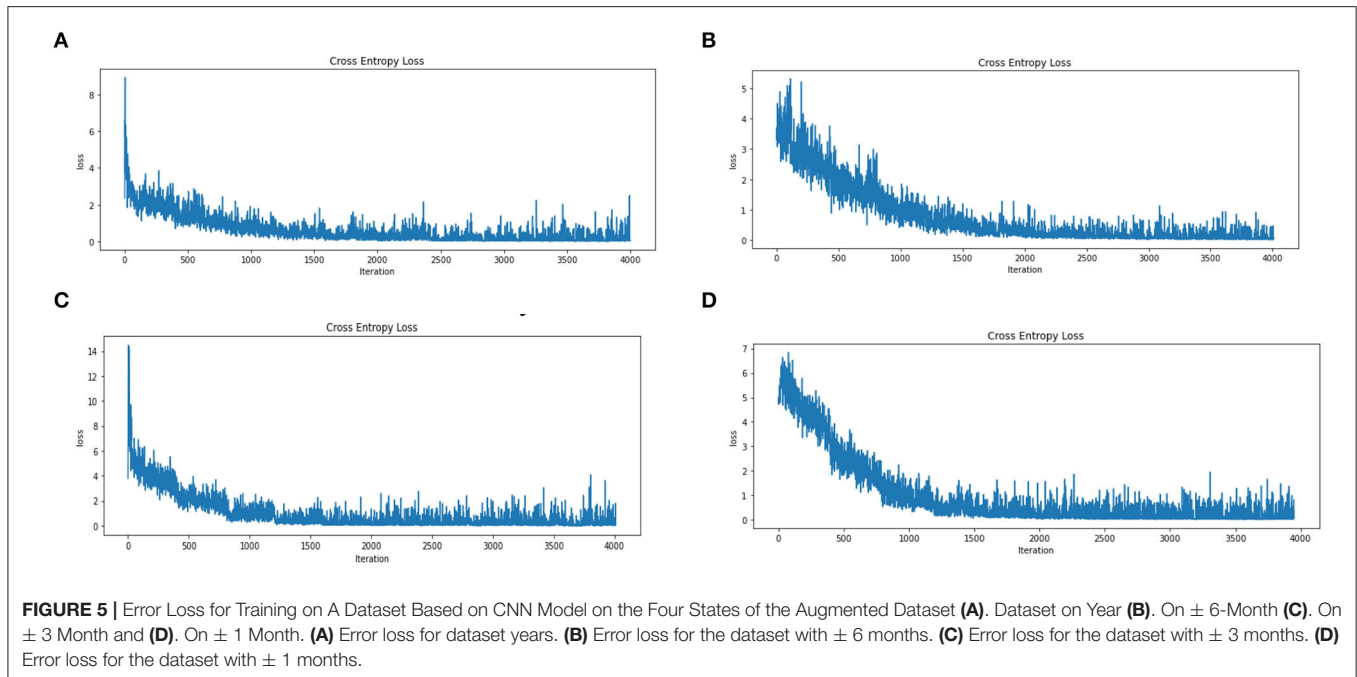 A
Cross Entropy Loss
8
6
4
2
0
loss
0 500 1000 1500 2000 2500 3000 3500 4000
Iteration
B
Cross Entropy Loss
5
4
3
2
1
0
loss
0 500 1000 1500 2000 2500 3000 3500 4000
Iteration
C
Cross Entropy Loss
14
12
10
8
6
4
2
0
loss
0 500 1000 1500 2000 2500 3000 3500 4000
Iteration
D
Cross Entropy Loss
7
6
5
4
3
2
1
0
loss
0 500 1000 1500 2000 2500 3000 3500 4000
Iteration
FIGURE 5 | Error Loss for Training on A Dataset Based on CNN Model on the Four States of the Augmented Dataset (A). Dataset on Year (B). On ± 6-Month (C). On
± 3 Month and (D). On ± 1 Month. (A) Error loss for dataset years. (B) Error loss for the dataset with ± 6 months. (C) Error loss for the dataset with ± 3 months. (D)
Error loss for the dataset with ± 1 months.